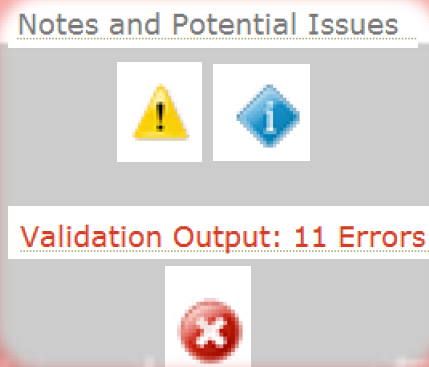 Notes and Potential Issues
Validation Output: 11 Errors